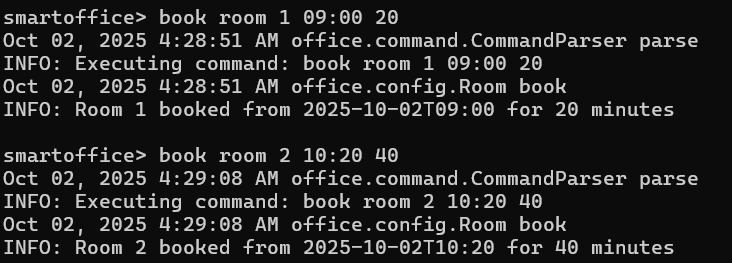 smartoffice> book room 1 09:00 20
Oct 02, 2025 4:28:51 AM office.command.CommandParser parse
INFO: Executing command: book room 1 09:00 20
Oct 02, 2025 4:28:51 AM office.config.Room book
INFO: Room 1 booked from 2025-10-02T09:00 for 20 minutes
smartoffice> book room 2 10:20 40
Oct 02, 2025 4:29:08 AM office.command.CommandParser parse
INFO: Executing command: book room 2 10:20 40
Oct 02, 2025 4:29:08 AM office.config.Room book
INFO: Room 2 booked from 2025-10-02T10:20 for 40 minutes